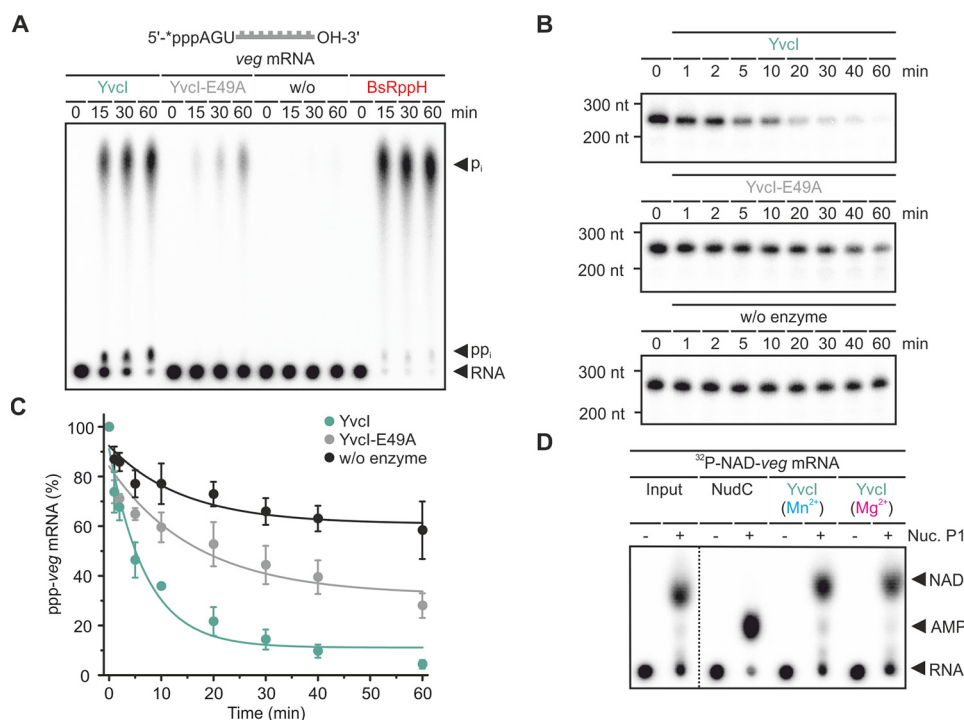 A
5'-*pppAGU OH-3'
veg mRNA
YvcI YvcI-E49A w/o BsRppH
0 15 30 60 0 15 30 60 0 15 30 60 0 15 30 60 min
pi
ppi
RNA
B
YvcI
0 1 2 5 10 20 30 40 60 min
300 nt
200 nt
YvcI-E49A
0 1 2 5 10 20 30 40 60 min
300 nt
200 nt
w/o enzyme
0 1 2 5 10 20 30 40 60 min
300 nt
200 nt
C
YvcI
YvcI-E49A
w/o enzyme
ppp-veg mRNA (%)
100
80
60
40
20
0
0 10 20 30 40 50 60
Time (min)
D
32P-NAD-veg mRNA
Input NudC YvcI YvcI
(Mn2+) (Mg2+)
- + - + - + - + Nuc. P1
NAD
AMP
RNA